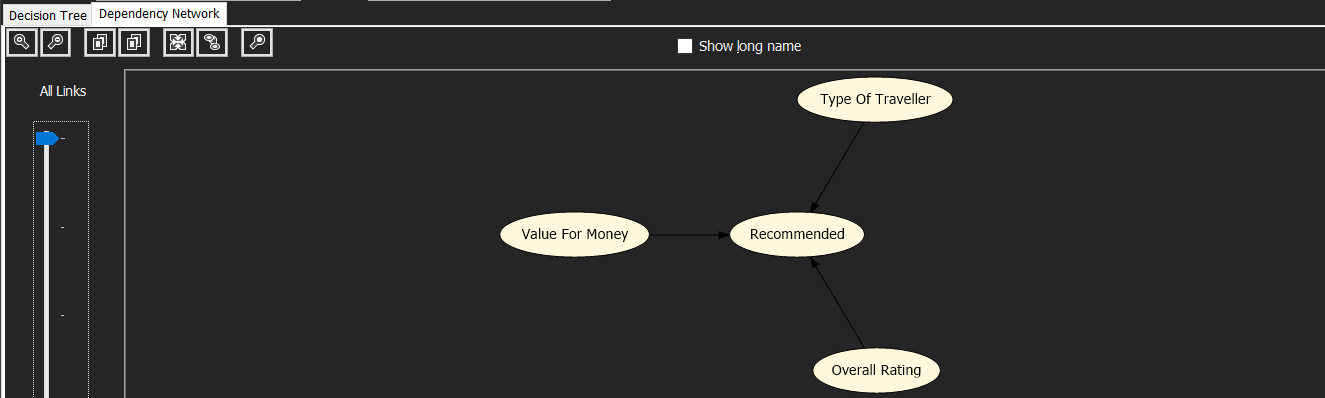 Decision Tree
Dependency Network
Show long name
All Links
Type Of Traveller
Value For Money
Recommended
Overall Rating